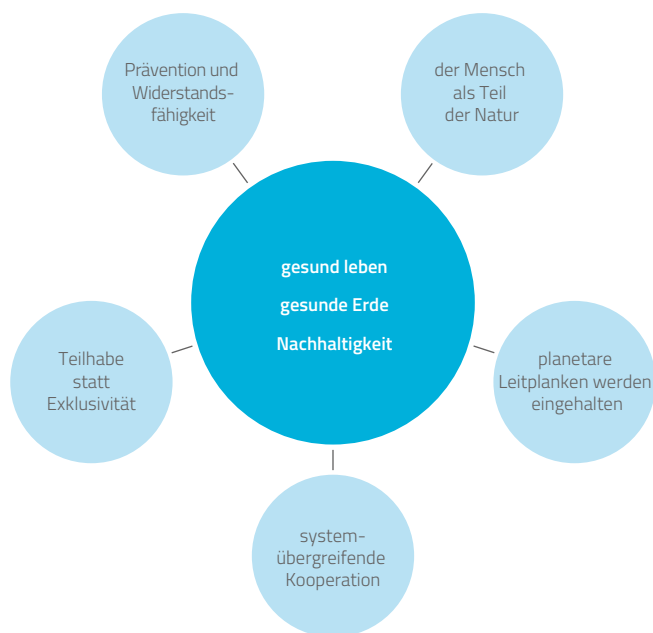 Prävention und
Widerstands-
fähigkeit
der Mensch
als Teil
der Natur
gesund leben
gesunde Erde
Nachhaltigkeit
Teilhabe
statt
Exklusivität
planetare
Leitplanken werden
eingehalten
system-
übergreifende
Kooperation